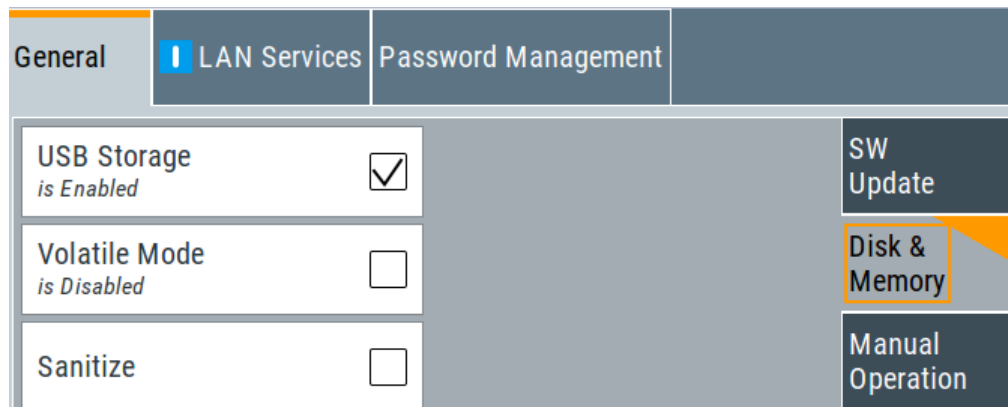 General
LAN Services
Password Management
USB Storage
is Enabled
Volatile Mode
is Disabled
Sanitize
SW
Update
Disk &
Memory
Manual
Operation